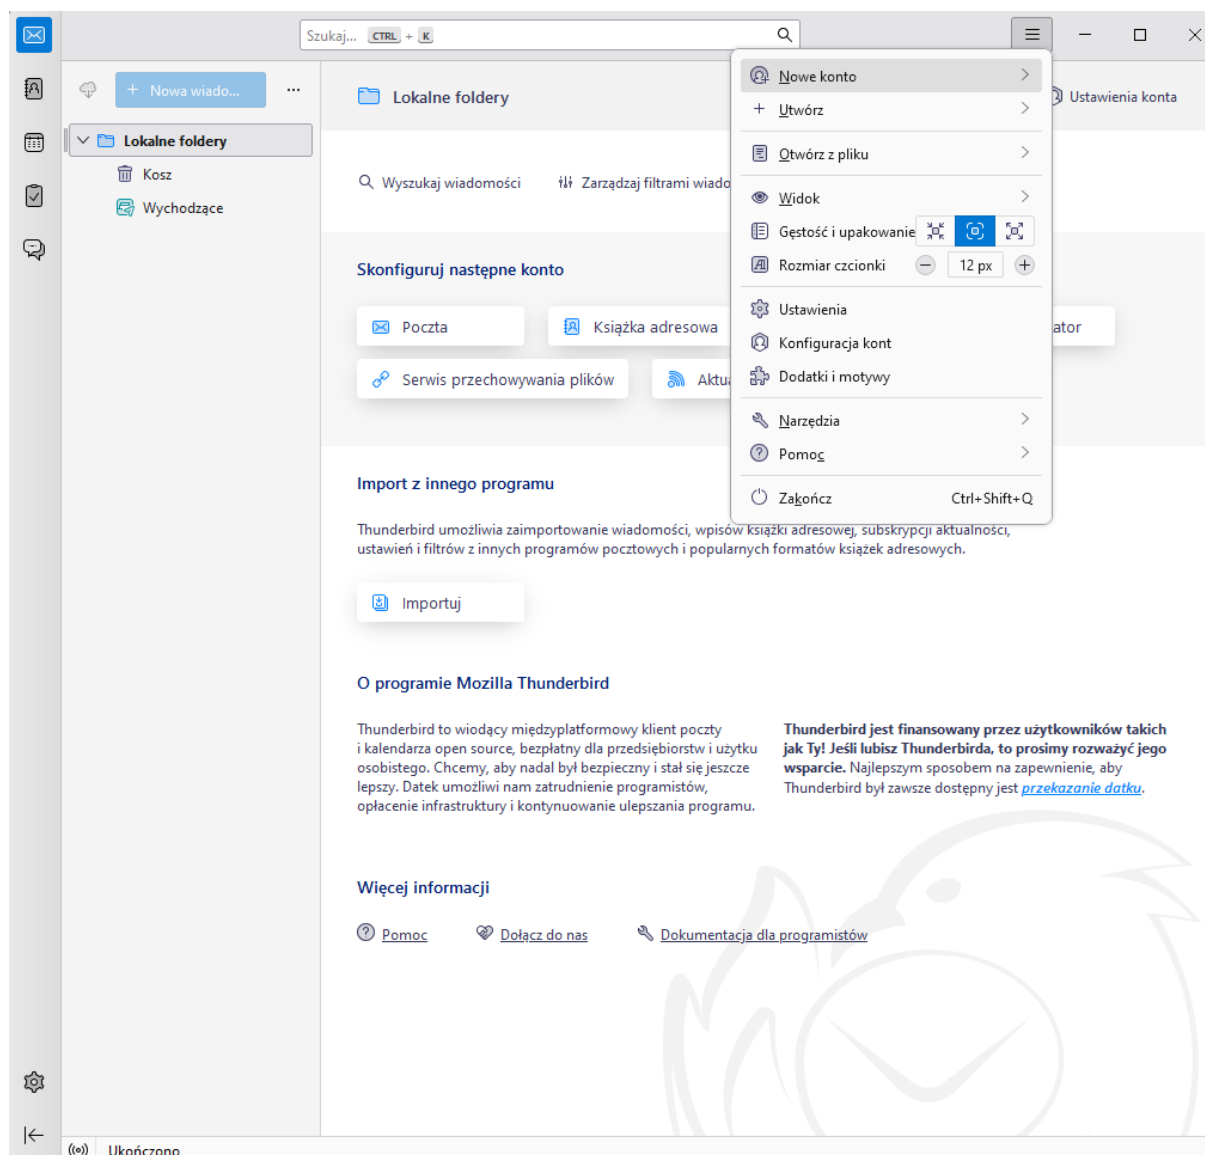 Szukaj... CTRL + K
+ Nowa wiado... ...
Lokalne foldery
Kosz
Wychodzące
Lokalne foldery
Ustawienia konta
Wyszukaj wiadomości
Zarządzaj filtrami wiado
Skonfiguruj następne konto
Poczta
Książka adresowa
ator
Serwis przechowywania plików
Aktu
Nowe konto
Utwórz
Otwórz z pliku
Widok
Gęstość i upakowanie
Rozmiar czcionki 12 px
Ustawienia
Konfiguracja kont
Dodatki i motywy
Narzędzia
Pomoc
Zakończ Ctrl+Shift+Q
Import z innego programu
Thunderbird umożliwia zaimportowanie wiadomości, wpisów książki adresowej, subskrypcji aktualności,
ustawień i filtrów z innych programów pocztowych i popularnych formatów książek adresowych.
Importuj
O programie Mozilla Thunderbird
Thunderbird to wiodący międzyplatformowy klient poczty
i kalendarza open source, bezpłatny dla przedsiębiorstw i użytku
osobistego. Chcemy, aby nadal był bezpieczny i stał się jeszcze
lepszy. Datek umożliwi nam zatrudnienie programistów,
opłacenie infrastruktury i kontynuowanie ulepszania programu.
Thunderbird jest finansowany przez użytkowników takich
jak Ty! Jeśli lubisz Thunderbirda, to prosimy rozważyć jego
wsparcie. Najlepszym sposobem na zapewnienie, aby
Thunderbird był zawsze dostępny jest przekazanie datku.
Więcej informacji
Pomoc
Dołącz do nas
Dokumentacja dla programistów
Ukończono